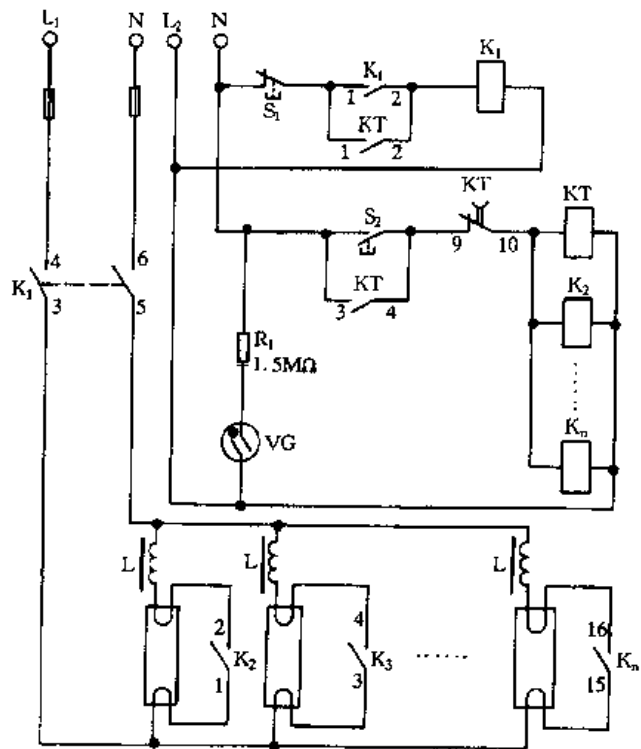 L₁ N L₂ N
K₁ K₁
1 2
S₁ KT
1 2
KT KT
S₂
9 10
4 6 K₂
K₁ KT
3 5 3 4
R₁
1.5MΩ
Kn
VG
L L L
2 4 16
K₂ K₃ Kn
1 3 15